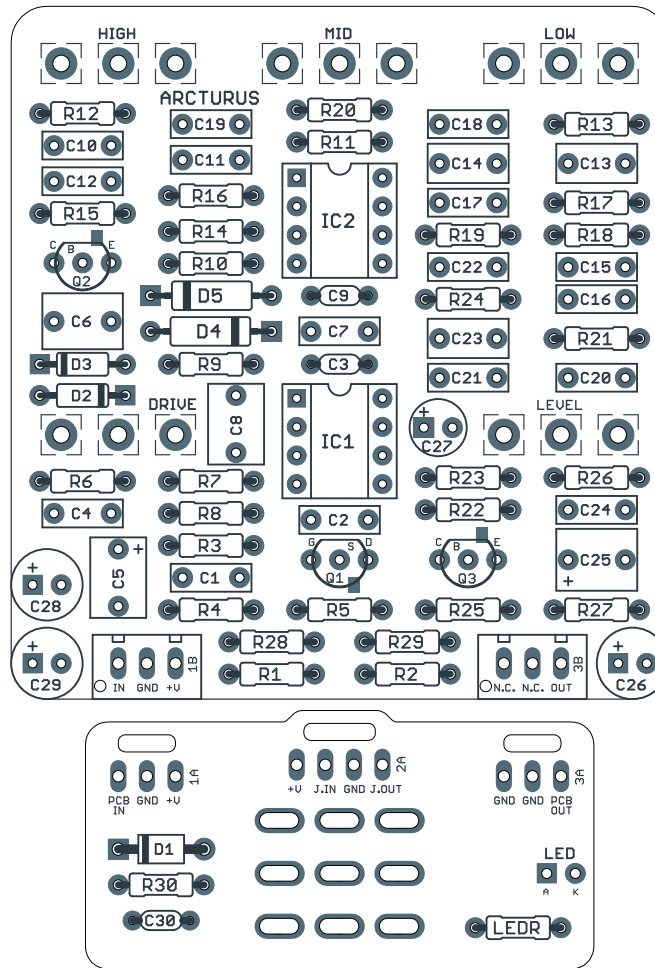 HIGH MID LOW
ARCTURUS
R12 C19 R20 C18 R13
C10 R11
C11 C14 C13
C12
R16 C17 R17
R15 IC2
R14 R19 R18
C B E R10 C22 C15
Q2
D5 C9 R24 C16
C6 D4 C7 C23 R21
D3 R9 C3
D2 C21 C20
DRIVE C8 + LEVEL
IC1 C27
R6 R7 R23 R26
C4 R8 C2 R22 C24
+ R3 G S D C B E
C5 C1 Q1 Q3 C25
+ +
C28 R4 R5 R25 R27
+ 1B R28 R29 3B +
C29 IN GND +V R1 R2 N.C. N.C. OUT C26
1A 2A 3A
PCB IN GND +V +V J.IN GND J.OUT GND GND PCB OUT
D1 LED
R30 A K
C30 LEDR